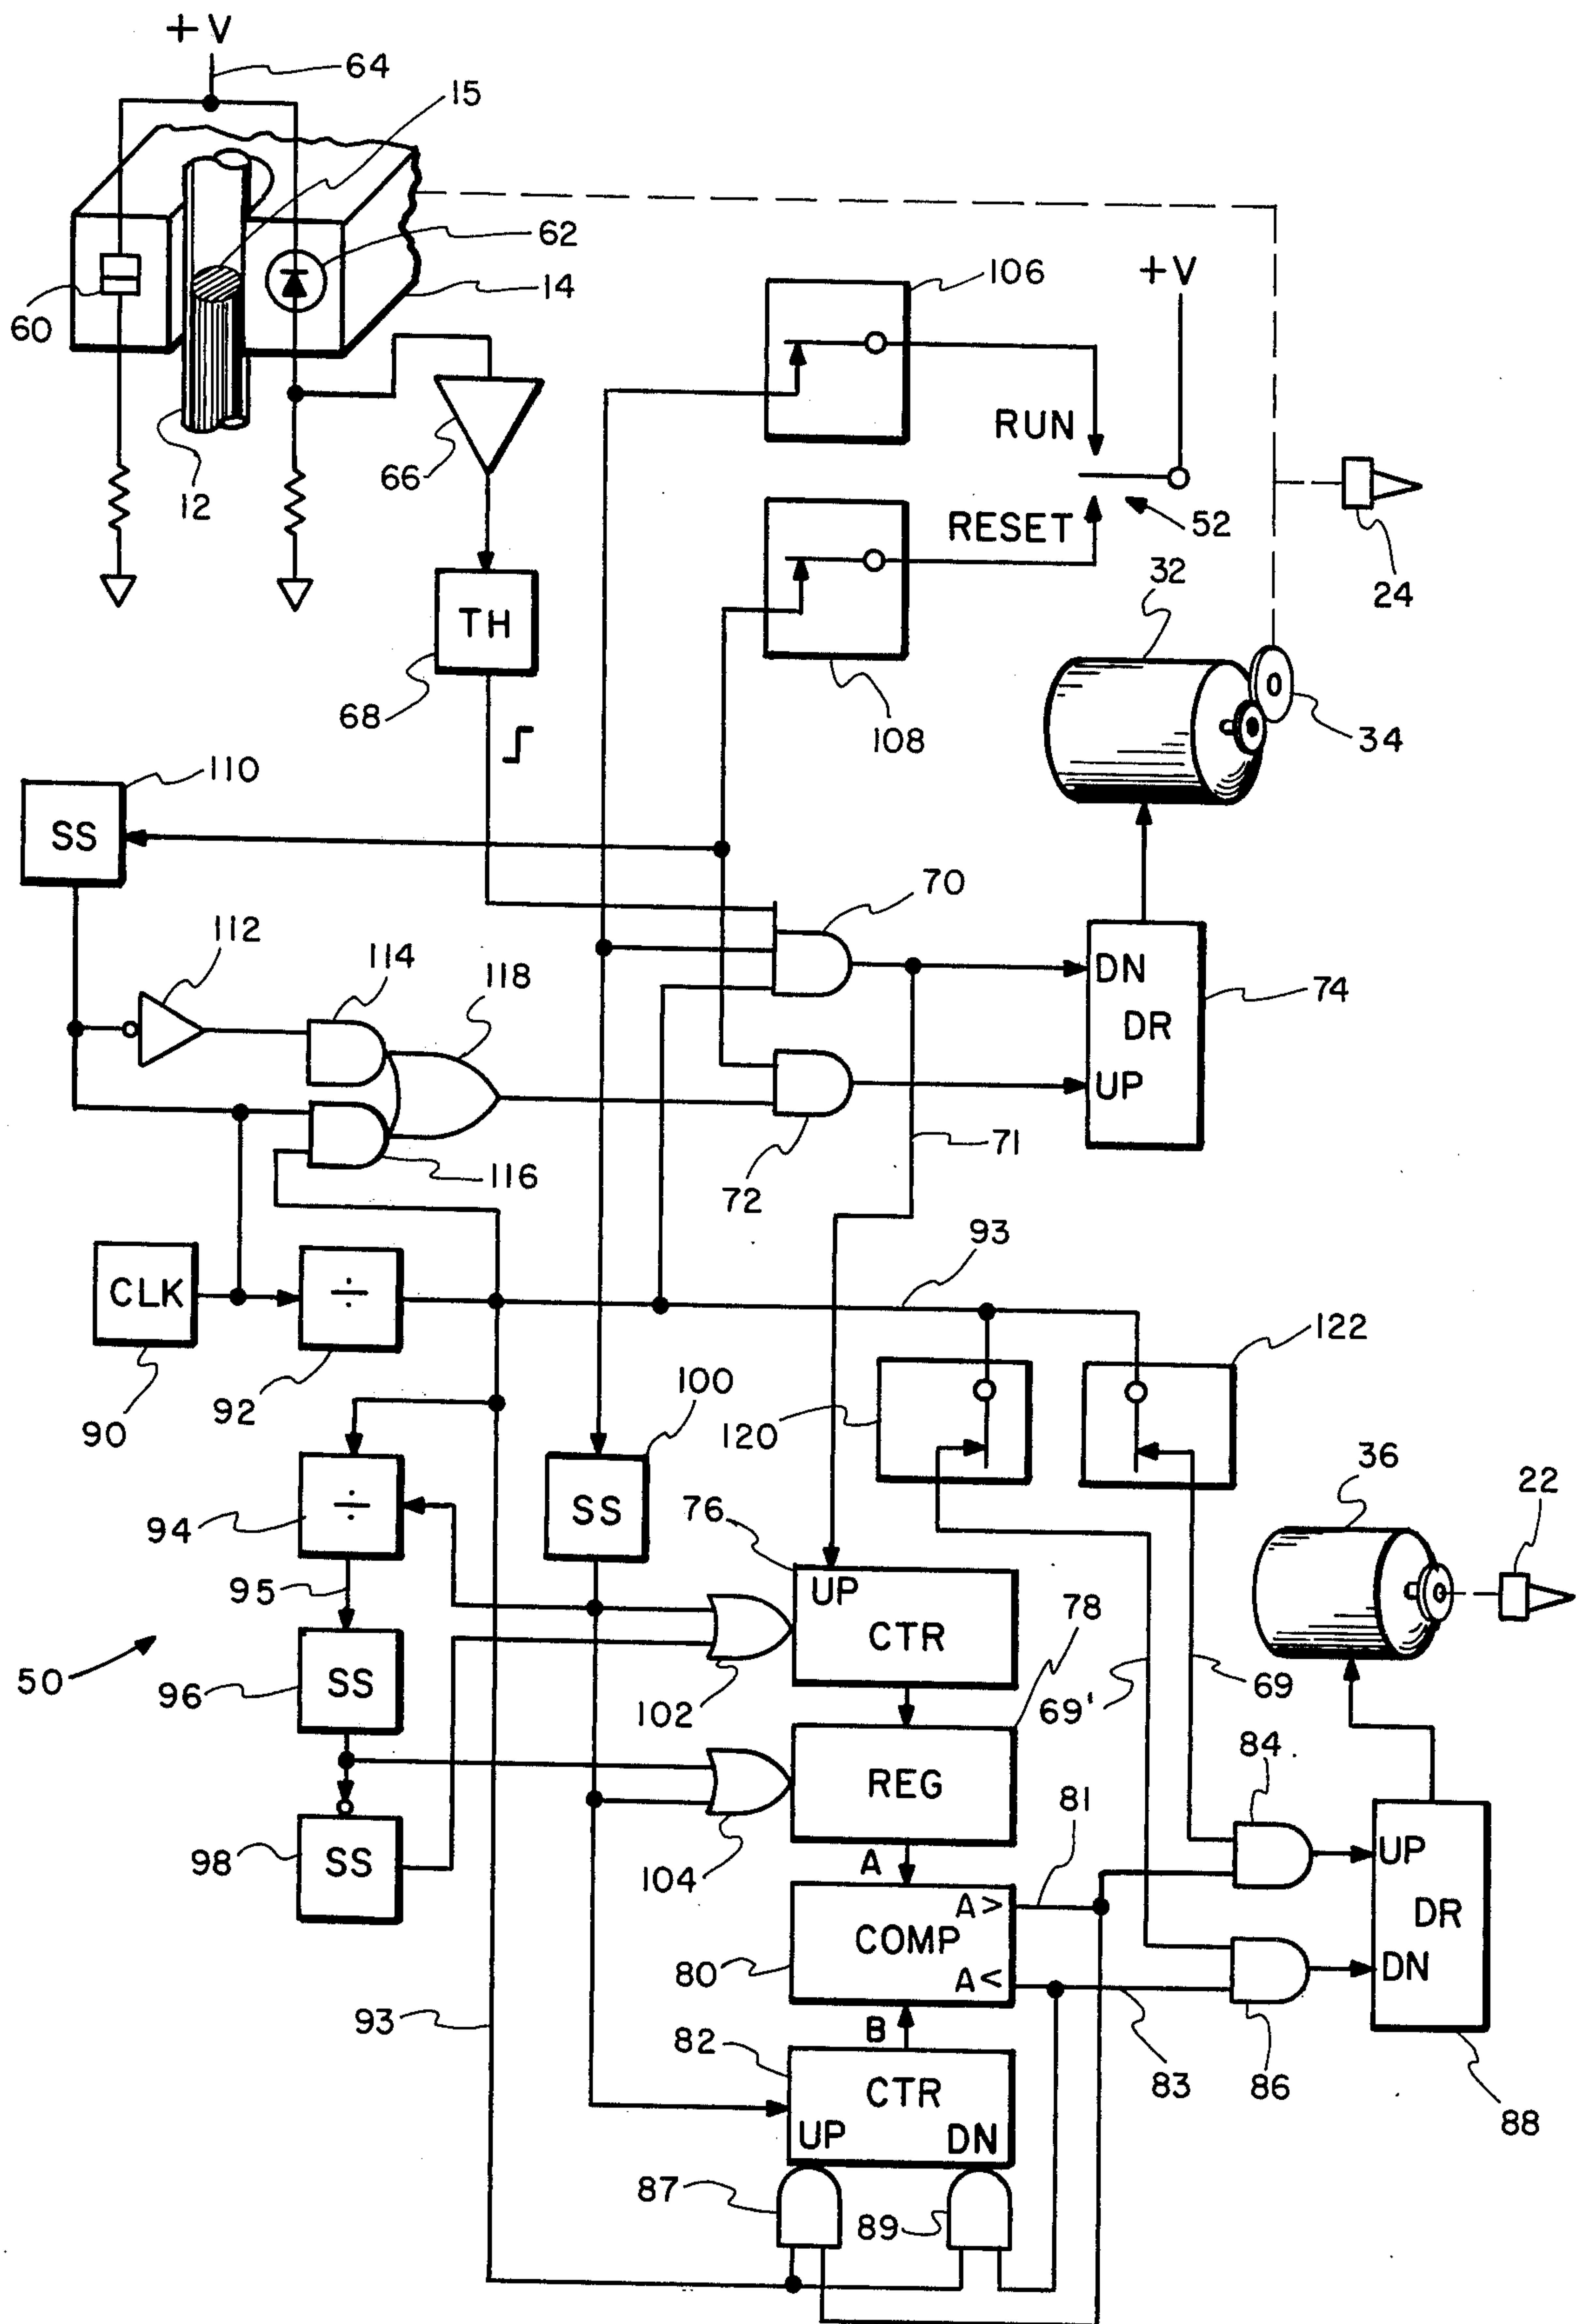 +V
64
15
62
14
60
12
66
TH
68
106
+V
RUN
RESET
52
24
108
32
34
110
SS
112
114
118
116
70
DN
DR
UP
74
72
71
93
CLK
90
÷
92
122
120
100
SS
÷
94
95
SS
96
50
SS
98
76
UP
CTR
102
78
REG
104
A
81
A >
COMP
A <
80
B
82
CTR
UP
DN
87
89
93
36
22
69'
69
84
UP
DR
DN
83
86
88